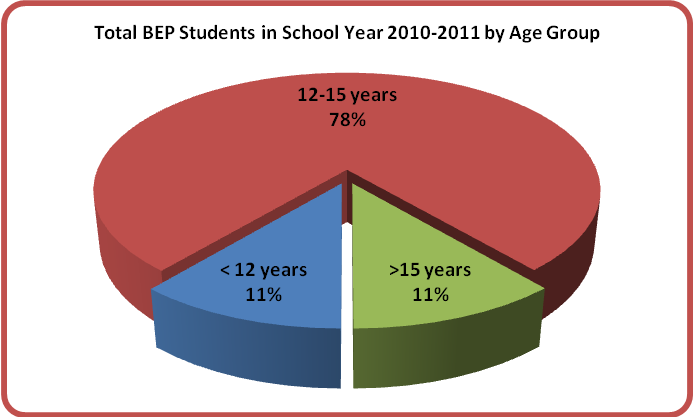 Total BEP Students in School Year 2010-2011 by Age Group
12-15 years
78%
< 12 years
11%
>15 years
11%